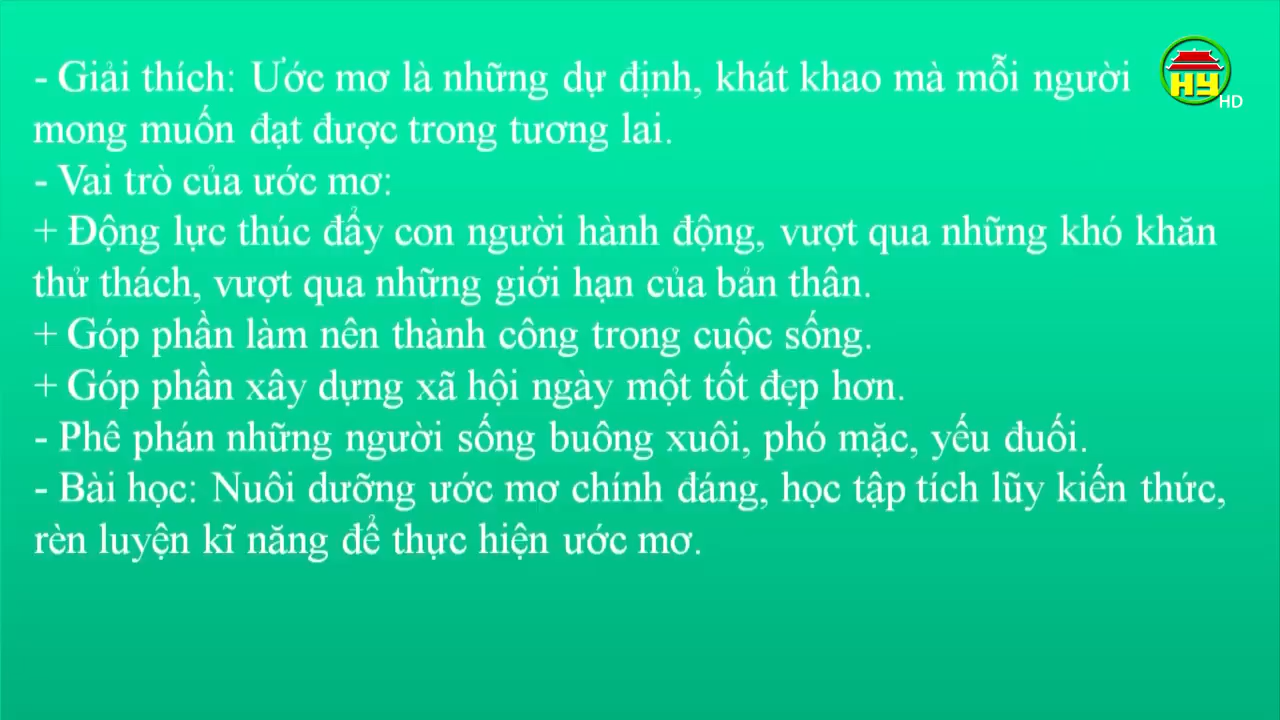 - Giải thích: Ước mơ là những dự định, khát khao mà mỗi người
mong muốn đạt được trong tương lai.
- Vai trò của ước mơ:
+ Động lực thúc đẩy con người hành động, vượt qua những khó khăn
thử thách, vượt qua những giới hạn của bản thân.
+ Góp phần làm nên thành công trong cuộc sống.
+ Góp phần xây dựng xã hội ngày một tốt đẹp hơn.
- Phê phán những người sống buông xuôi, phó mặc, yếu đuối.
- Bài học: Nuôi dưỡng ước mơ chính đáng, học tập tích lũy kiến thức,
rèn luyện kĩ năng để thực hiện ước mơ.
HY
HD